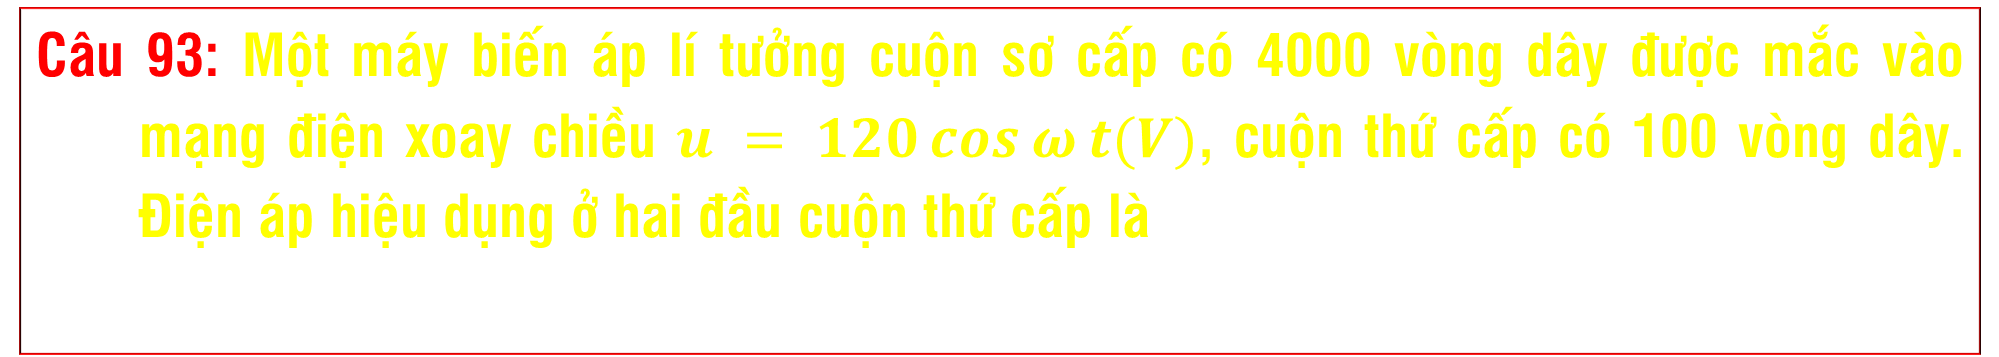 Câu 93: Một máy biến áp lí tưởng cuộn sơ cấp có 4000 vòng dây được mắc vào
mạng điện xoay chiều u = 120 cos ω t(V), cuộn thứ cấp có 100 vòng dây.
Điện áp hiệu dụng ở hai đầu cuộn thứ cấp là